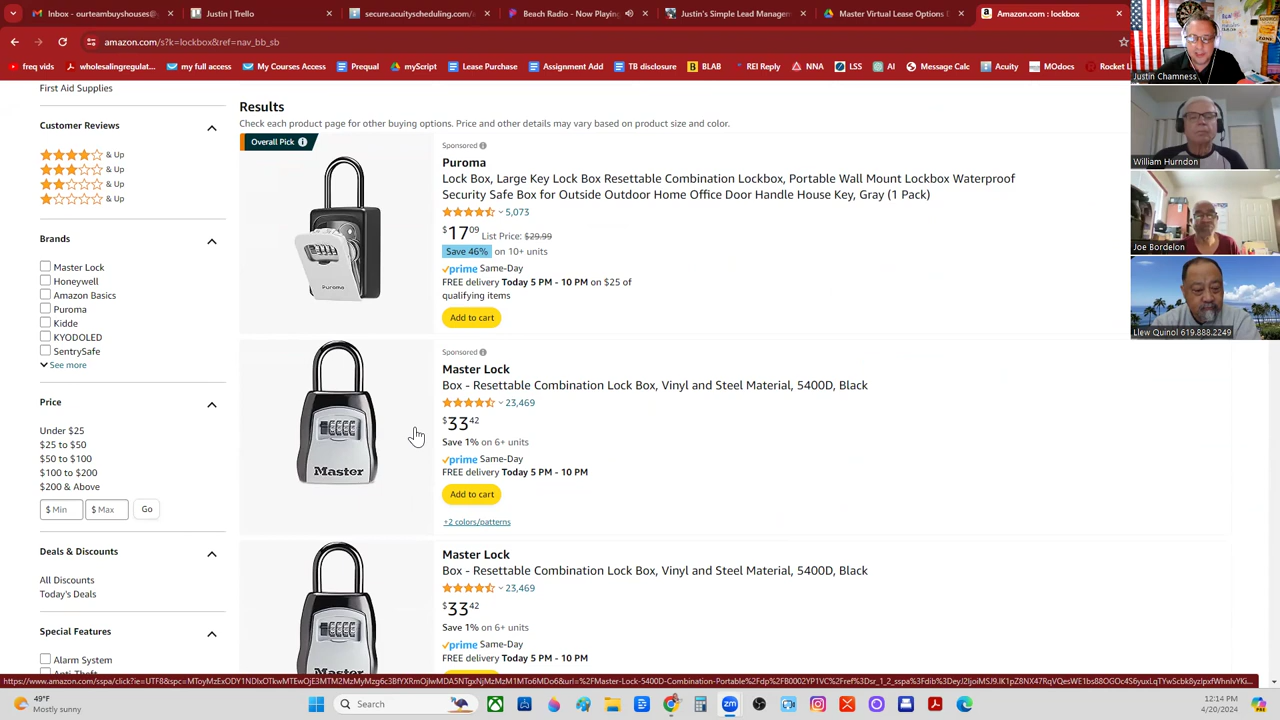 Inbox - ourteambuyshouses@
Justin | Trello
secure.acuityscheduling.com/
Beach Radio - Now Playing
Justin's Simple Lead Manage
Master Virtual Lease Options D
Amazon.com : lockbox
amazon.com/s?k=lockbox&ref=nav_bb_sb
freq vids
wholesalingregulat...
my full access
My Courses Access
Prequal
myScript
Lease Purchase
Assignment Add
TB disclosure
BLAB
REI Reply
NNA
LSS
AI
Message Calc
Acuity
MOdocs
Rocket L
First Aid Supplies
Customer Reviews
& Up
& Up
& Up
& Up
Brands
Master Lock
Honeywell
Amazon Basics
Puroma
Kidde
KYODOLED
SentrySafe
See more
Price
Under $25
$25 to $50
$50 to $100
$100 to $200
$200 & Above
$ Min
$ Max
Go
Deals & Discounts
All Discounts
Today's Deals
Special Features
Alarm System
Anti-Theft
Results
Check each product page for other buying options. Price and other details may vary based on product size and color.
Overall Pick
Puroma
Sponsored
Puroma
Lock Box, Large Key Lock Box Resettable Combination Lockbox, Portable Wall Mount Lockbox Waterproof
Security Safe Box for Outside Outdoor Home Office Door Handle House Key, Gray (1 Pack)
5,073
$17 09 List Price: $29.99
Save 46% on 10+ units
prime Same-Day
FREE delivery Today 5 PM - 10 PM on $25 of
qualifying items
Add to cart
Master
Sponsored
Master Lock
Box - Resettable Combination Lock Box, Vinyl and Steel Material, 5400D, Black
23,469
$33 42
Save 1% on 6+ units
prime Same-Day
FREE delivery Today 5 PM - 10 PM
Add to cart
+2 colors/patterns
Master
Master Lock
Box - Resettable Combination Lock Box, Vinyl and Steel Material, 5400D, Black
23,469
$33 42
Save 1% on 6+ units
prime Same-Day
FREE delivery Today 5 PM - 10 PM
Justin Chamness
William Hurndon
Joe Bordelon
Llew Quinol 619.888.2249
49°F
Mostly sunny
Search
12:14 PM
4/20/2024